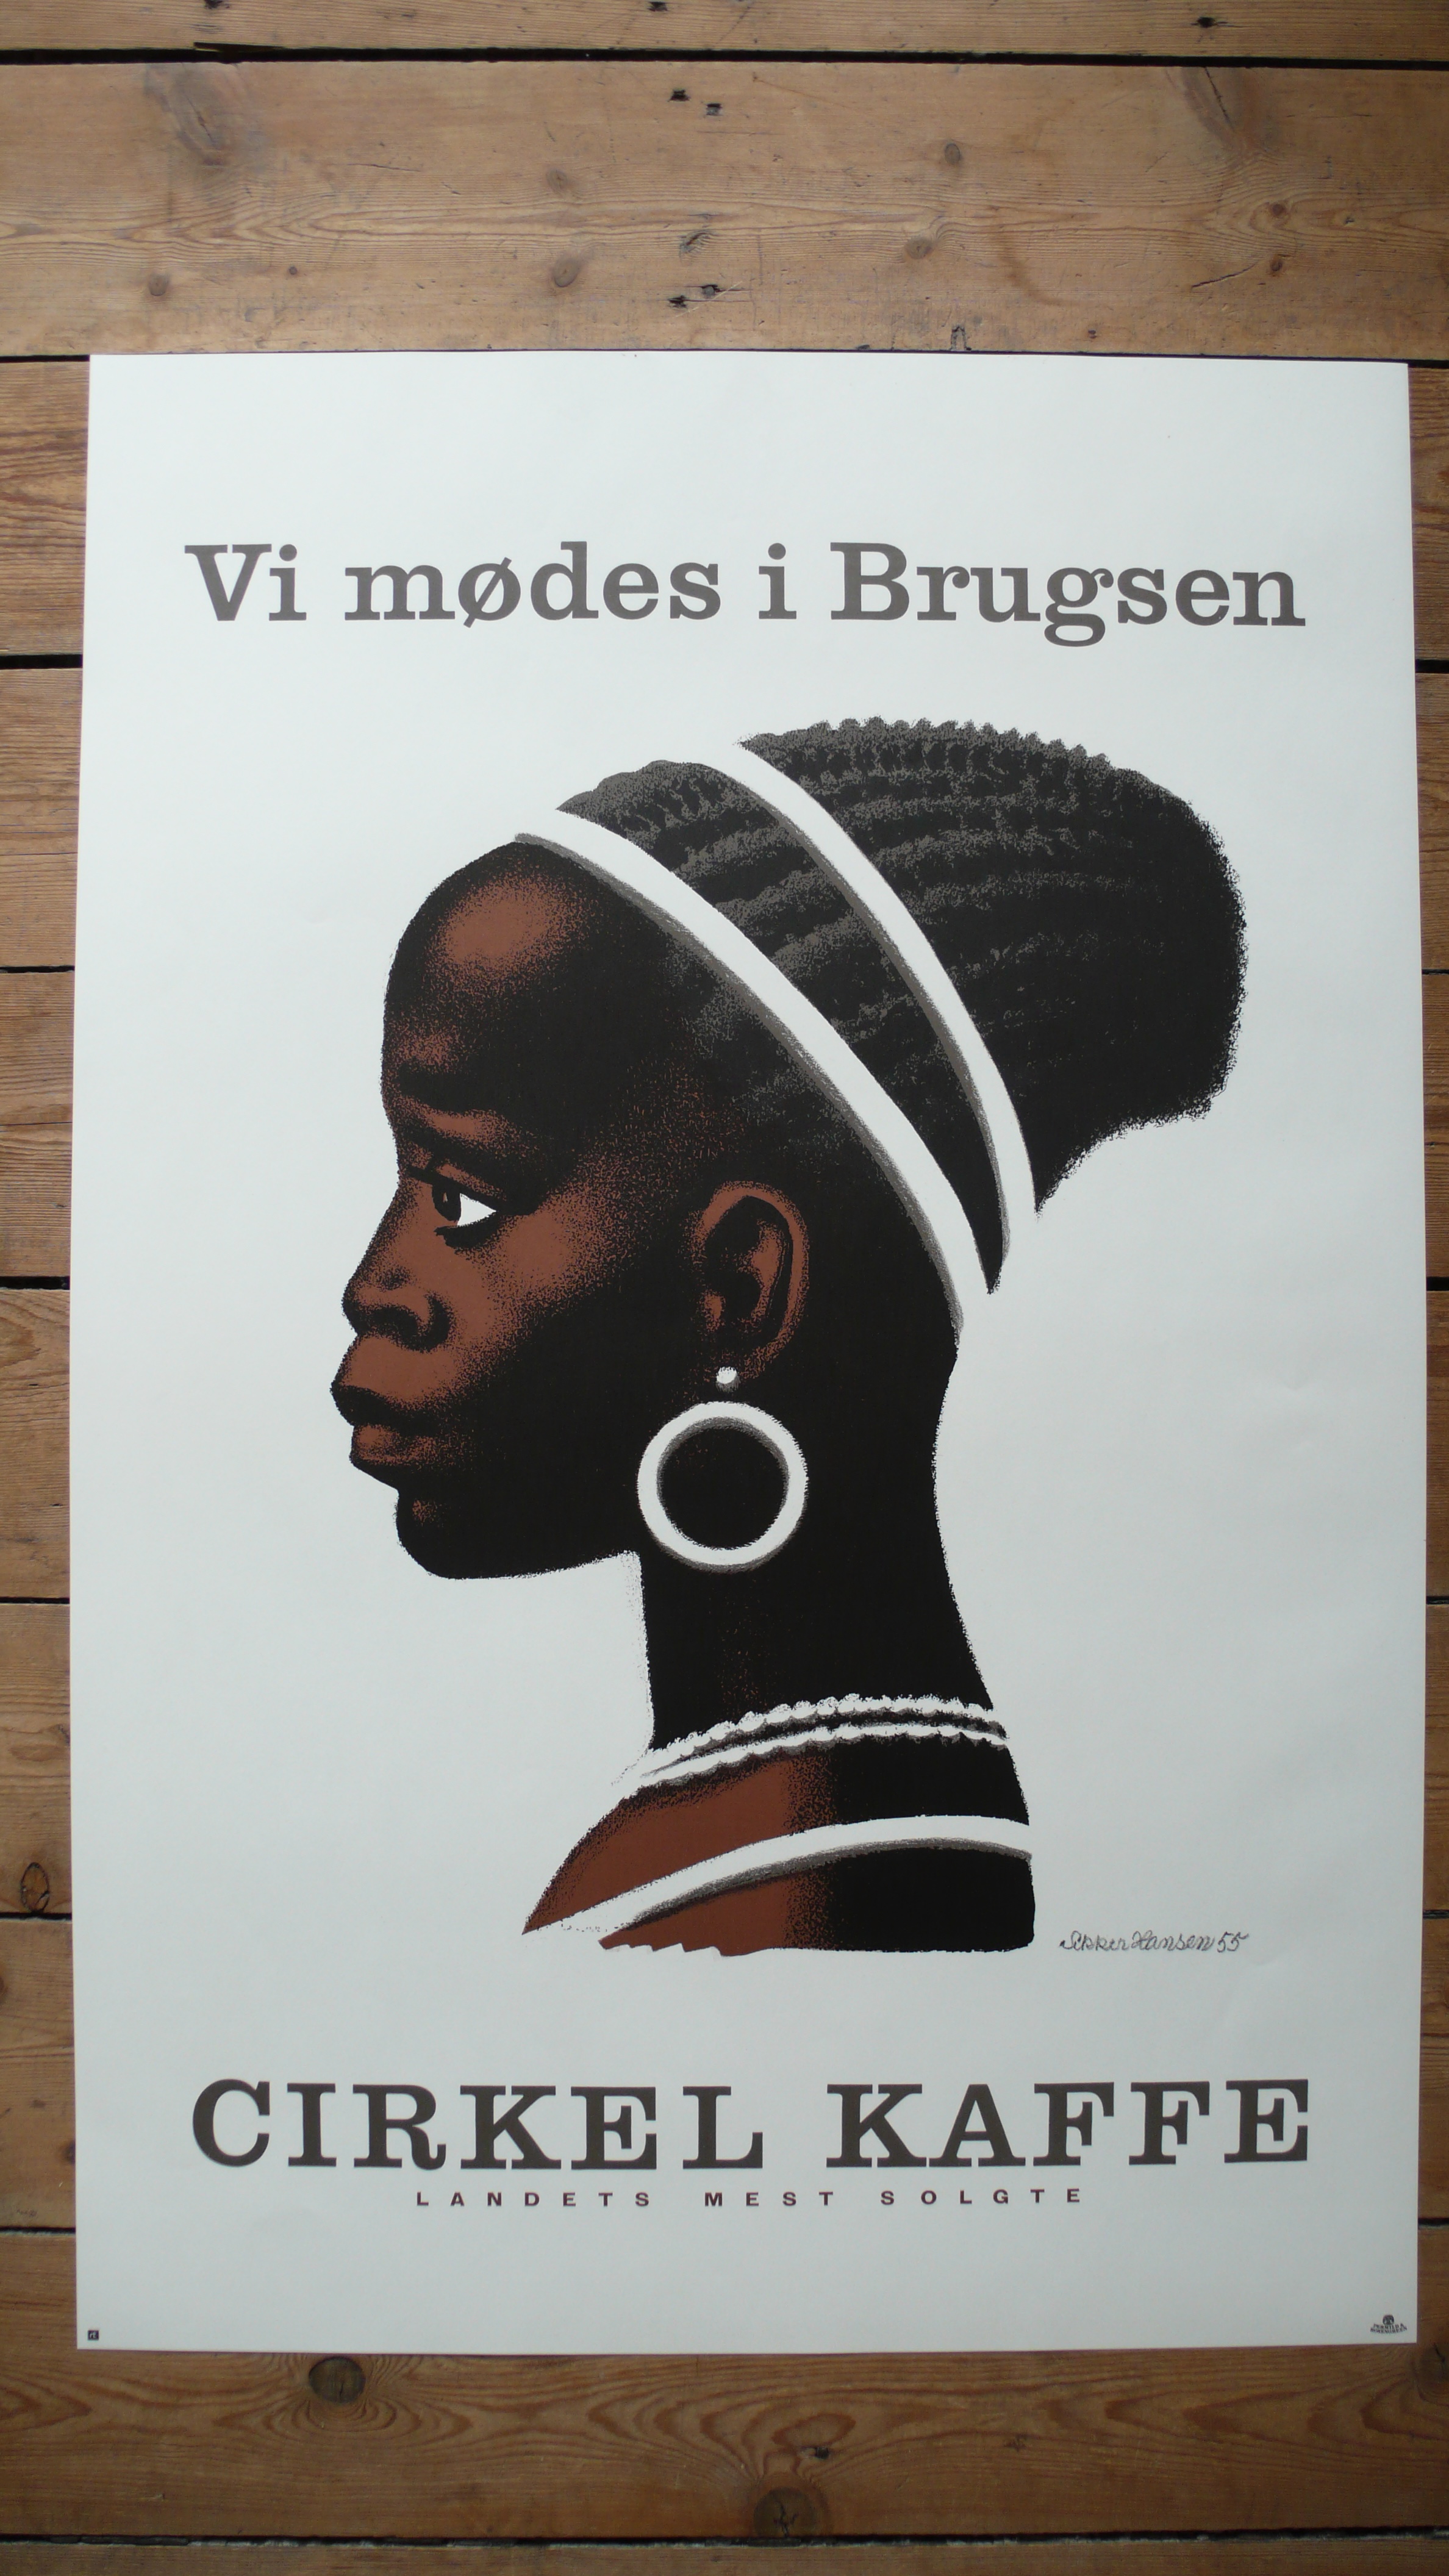 Vi mødes i Brugsen
Sikker Hansen 55
CIRKEL KAFFE
LANDETS MEST SOLGTE